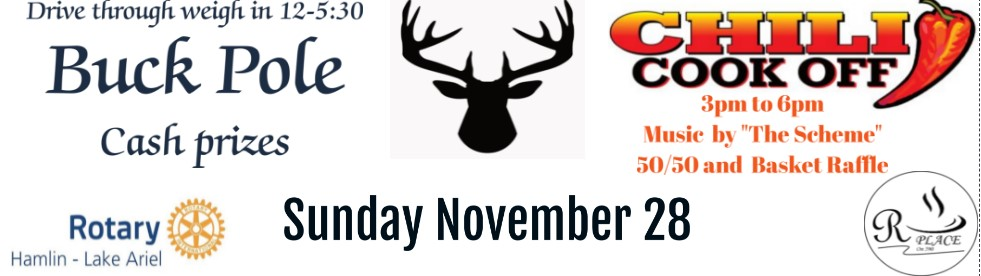 Drive through weigh in 12-5:30
Buck Pole
Cash prizes
CHILI
COOK OFF
3pm to 6pm
Music by "The Scheme"
50/50 and Basket Raffle
Sunday November 28
Rotary
Hamlin - Lake Ariel
R PLACE